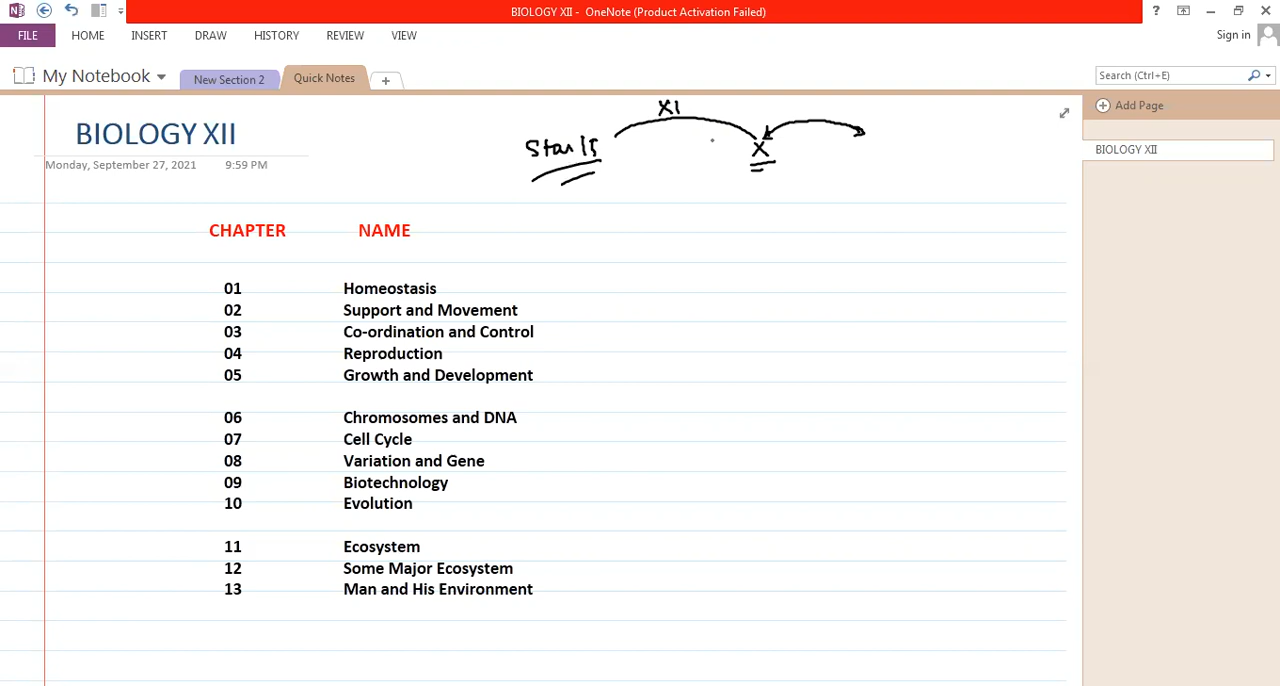 BIOLOGY XII - OneNote (Product Activation Failed)
?
FILE HOME INSERT DRAW HISTORY REVIEW VIEW
Sign in
My Notebook New Section 2 Quick Notes +
Search (Ctrl+E)
Add Page
BIOLOGY XII
BIOLOGY XII
Monday, September 27, 2021 9:59 PM
XI
X
CHAPTER NAME
01 Homeostasis
02 Support and Movement
03 Co-ordination and Control
04 Reproduction
05 Growth and Development
06 Chromosomes and DNA
07 Cell Cycle
08 Variation and Gene
09 Biotechnology
10 Evolution
11 Ecosystem
12 Some Major Ecosystem
13 Man and His Environment